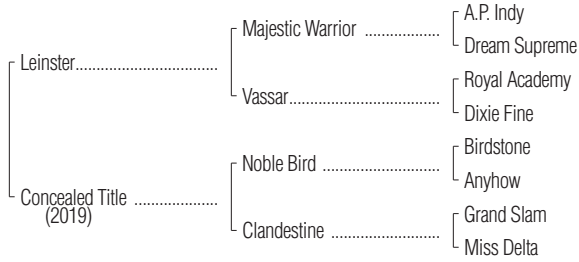 A.P. Indy
Majestic Warrior ..................
Dream Supreme
Leinster..................................
Royal Academy
Vassar....................................
Dixie Fine
Birdstone
Noble Bird ............................
Anyhow
Concealed Title ....................
(2019)
Grand Slam
Clandestine ..........................
Miss Delta